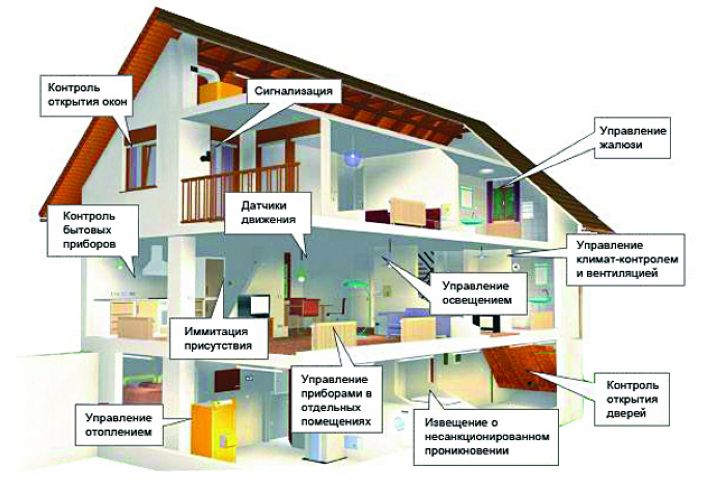 Контроль
открытия окон
Сигнализация
Управление
жалюзи
Контроль
бытовых
приборов
Датчики
движения
Управление
климат-контролем
и вентиляцией
Управление
освещением
Иммитация
присутствия
Управление
приборами в
отдельных
помещениях
Управление
отоплением
Извещение о
несанкционированном
проникновении
Контроль
открытия
дверей